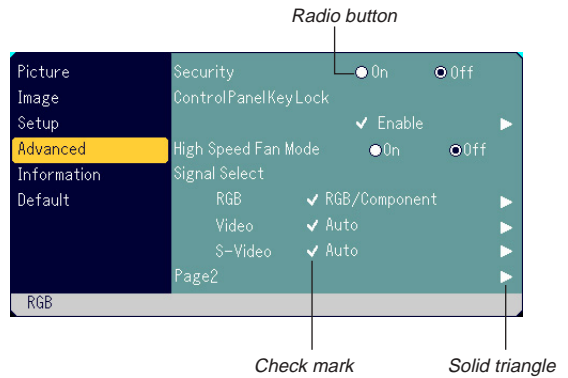 Radio button
Picture Security On Off
Image ControlPanelKeyLock
Setup Enable
Advanced High Speed Fan Mode On Off
Information Signal Select
Default RGB RGB/Component
Video Auto
S-Video Auto
Page2
RGB
Check mark Solid triangle